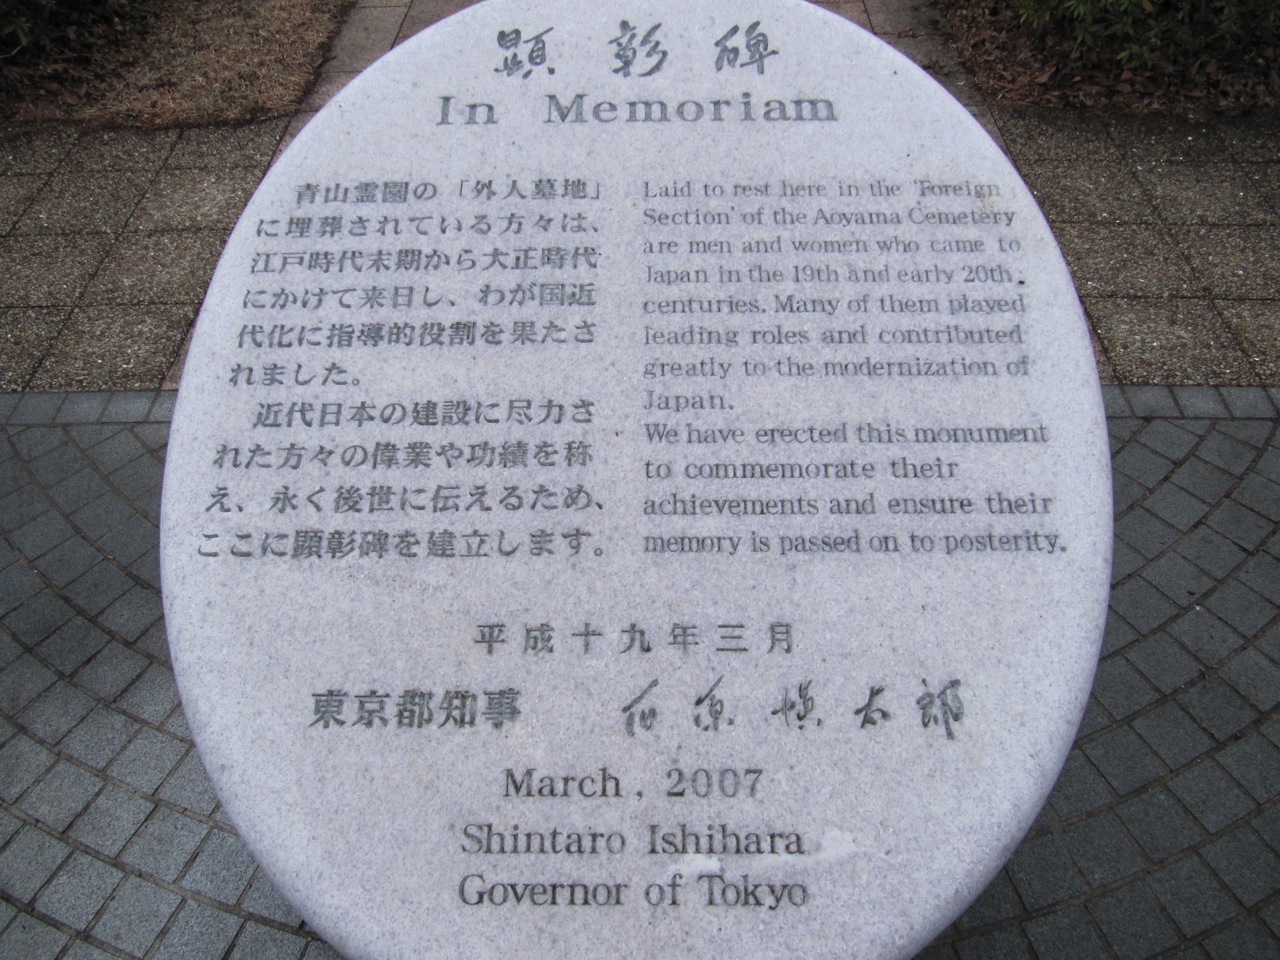 顕彰碑
In Memoriam
青山霊園の「外人墓地」
に埋葬されている方々は、
江戸時代末期から大正時代
にかけて来日し、わが国近
代化に指導的役割を果たさ
れました。
近代日本の建設に尽力さ
れた方々の偉業や功績を称
え、永く後世に伝えるため、
ここに顕彰碑を建立します。
Laid to rest here in the 'Foreign
Section' of the Aoyama Cemetery
are men and women who came to
Japan in the 19th and early 20th
centuries. Many of them played
leading roles and contributed
greatly to the modernization of
Japan.
We have erected this monument
to commemorate their
achievements and ensure their
memory is passed on to posterity.
平成十九年三月
東京都知事 石原慎太郎
March, 2007
Shintaro Ishihara
Governor of Tokyo